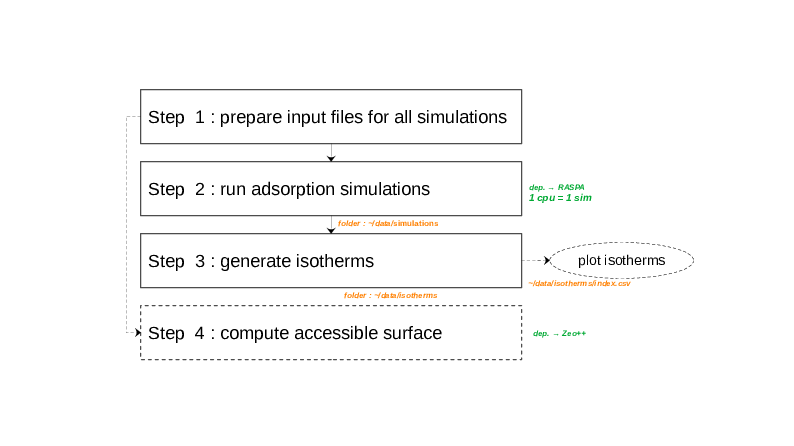 Step 1 : prepare input files for all simulations
Step 2 : run adsorption simulations
dep. → RASPA
1 cpu = 1 sim
folder : ~/data/simulations
Step 3 : generate isotherms
plot isotherms
~/data/isotherms/index.csv
folder : ~/data/isotherms
Step 4 : compute accessible surface
dep. → Zeo++